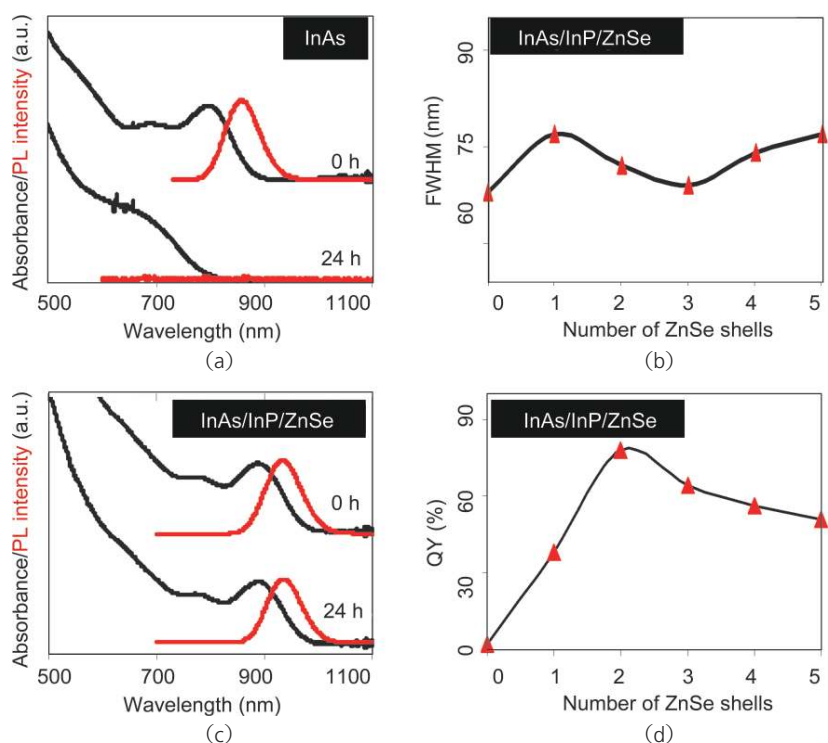 InAs
Absorbance/PL intensity (a.u.)
0 h
24 h
500 700 900 1100
Wavelength (nm)
(a)
InAs/InP/ZnSe
FWHM (nm)
90
75
60
0 1 2 3 4 5
Number of ZnSe shells
(b)
InAs/InP/ZnSe
Absorbance/PL intensity (a.u.)
0 h
24 h
500 700 900 1100
Wavelength (nm)
(c)
InAs/InP/ZnSe
QY (%)
90
60
30
0
0 1 2 3 4 5
Number of ZnSe shells
(d)